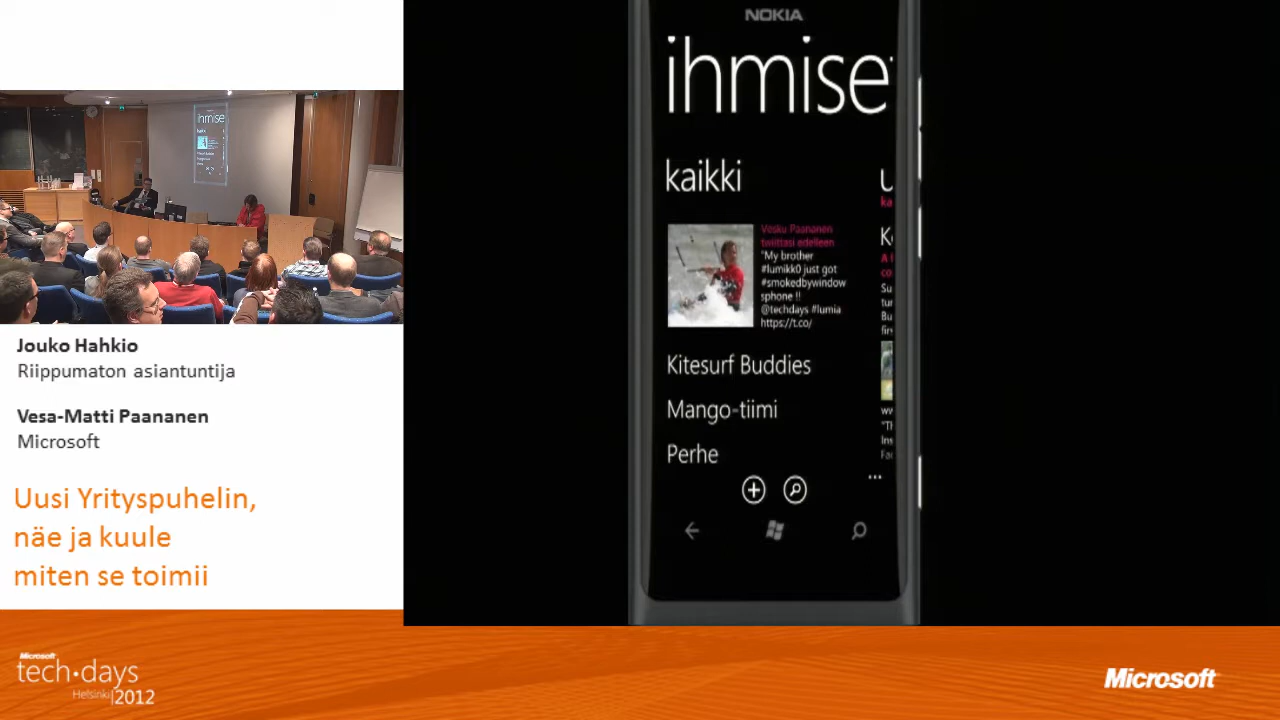 Jouko Hahkio
Riippumaton asiantuntija
Vesa-Matti Paananen
Microsoft
Uusi Yrityspuhelin,
näe ja kuule
miten se toimii
Microsoft
tech·days
Helsinki|2012
NOKIA
ihmise
kaikki
Vesku Paananen
twiittasi edelleen
"My brother
#lumikk0 just got
#smokedbywindow
sphone !!
@techdays #lumia
https://t.co/
Kitesurf Buddies
Mango-tiimi
Perhe
...
Microsoft
ihmise
kaikki